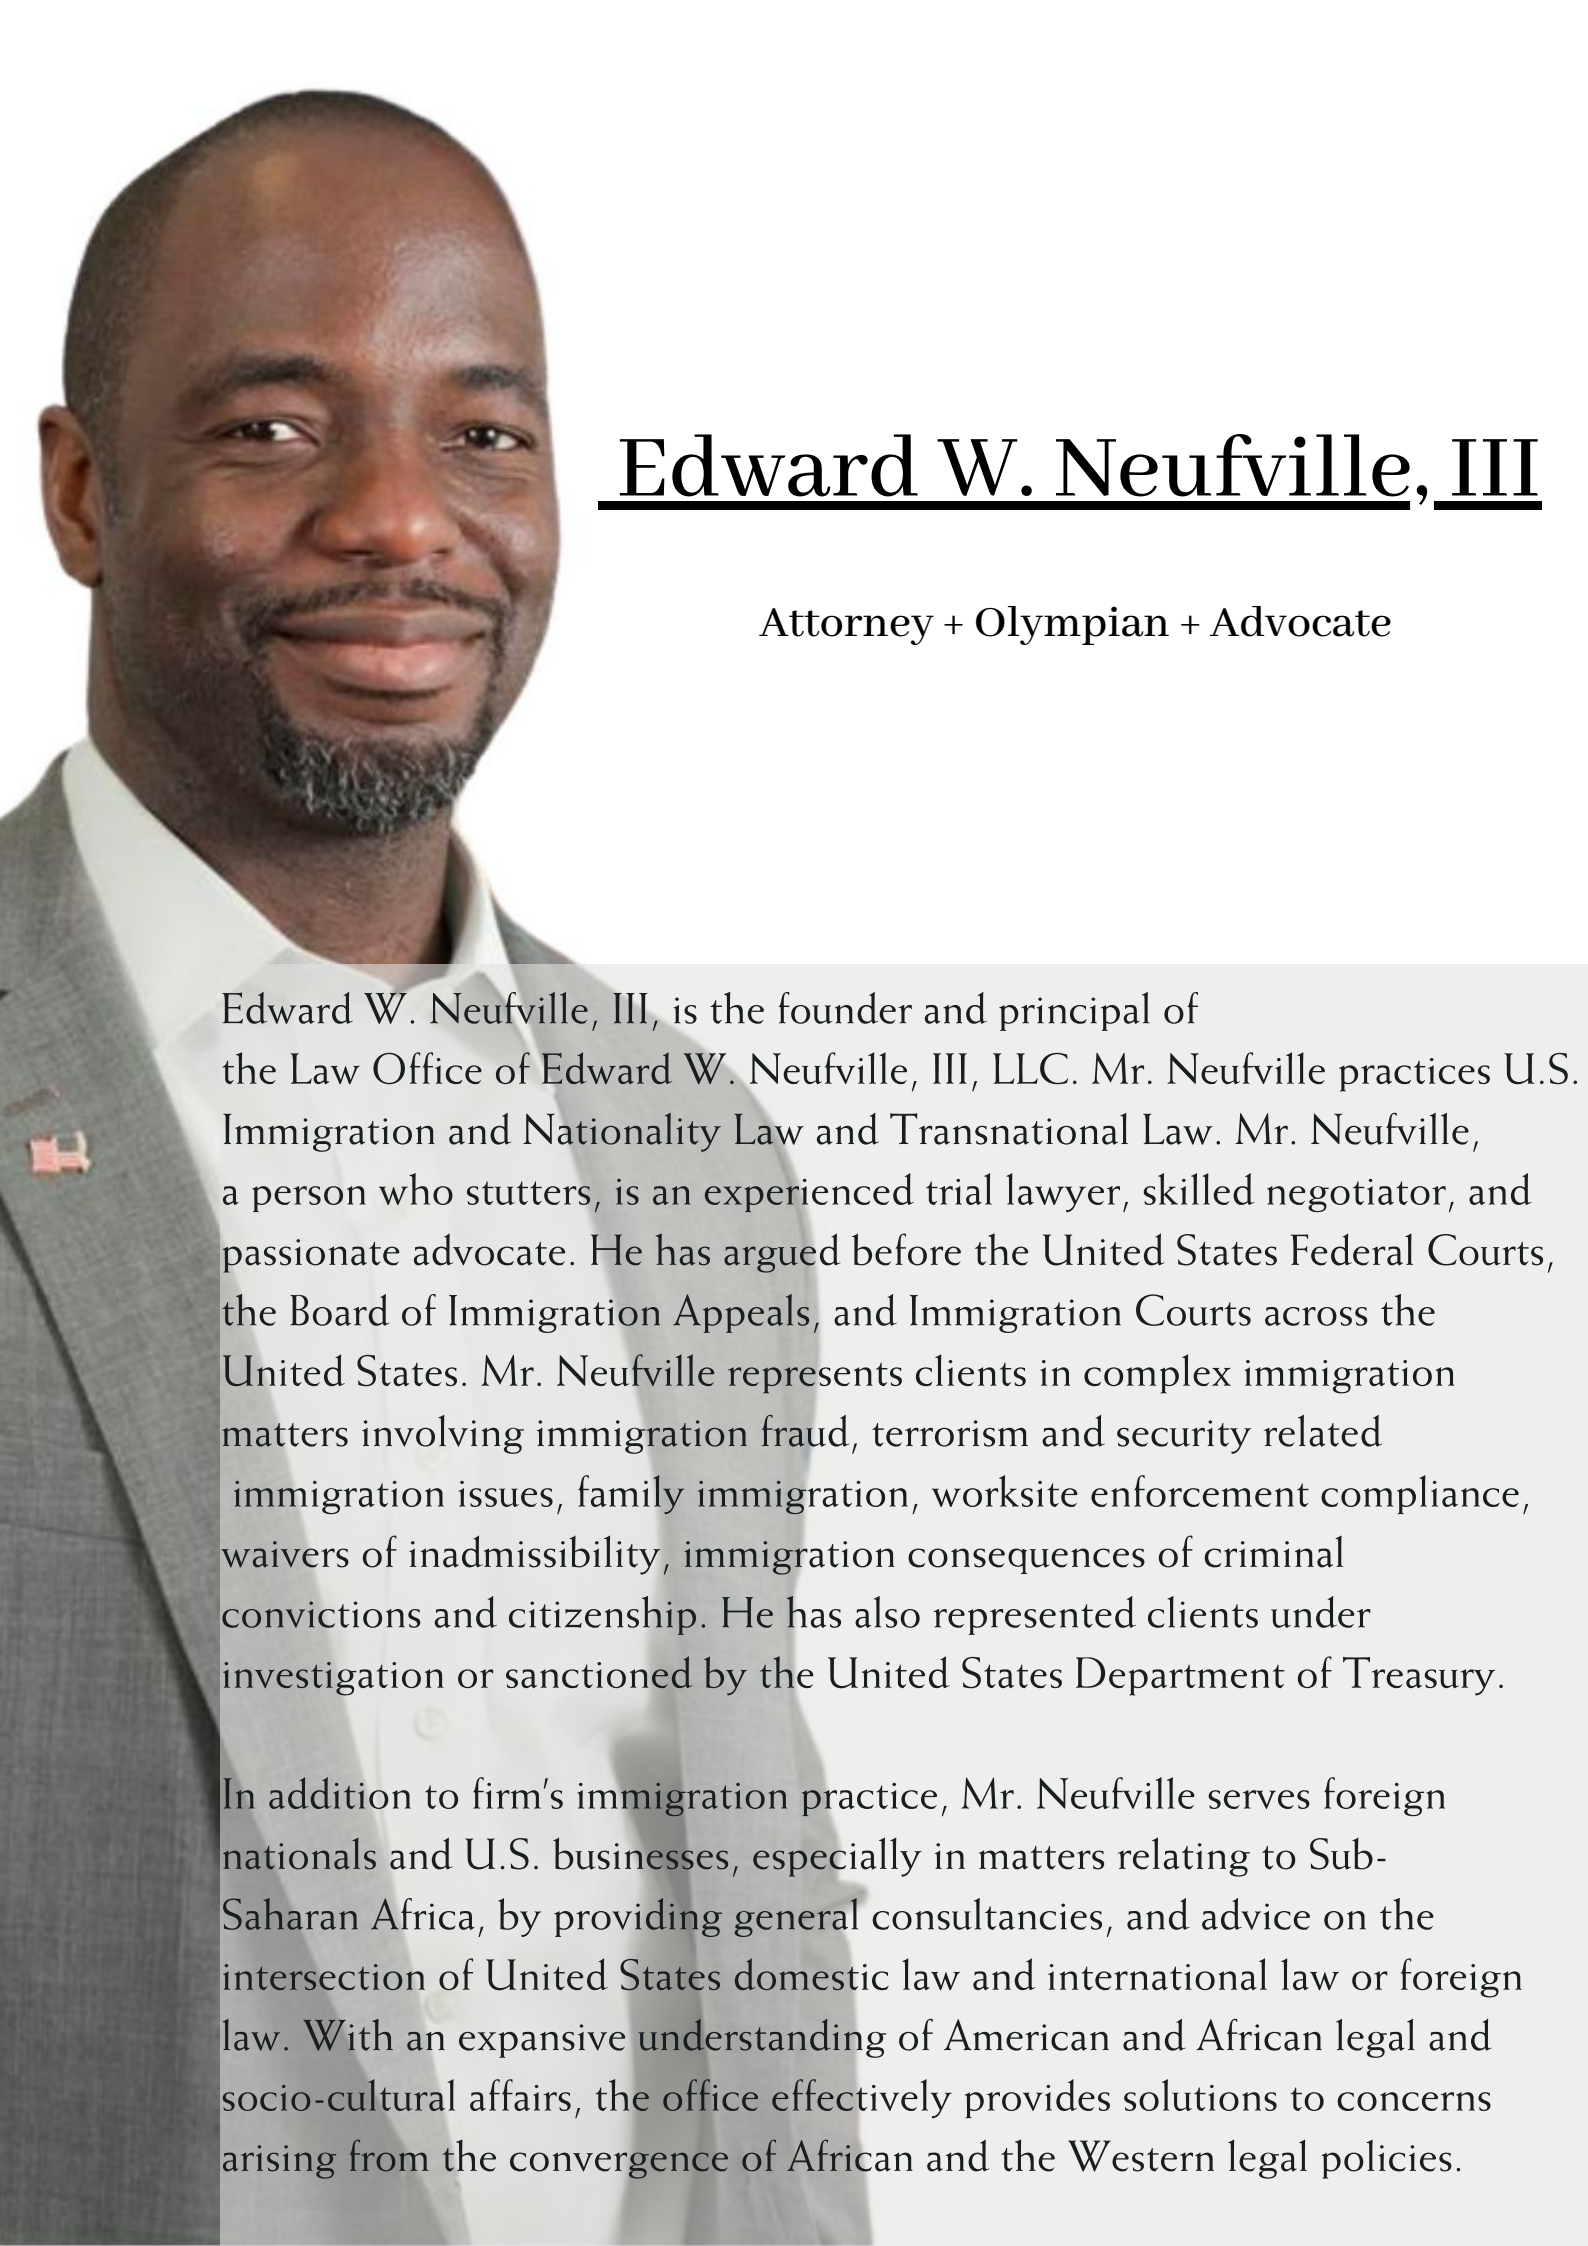 Edward W. Neufville, III
Attorney + Olympian + Advocate
Edward W. Neufville, III, is the founder and principal of
the Law Office of Edward W. Neufville, III, LLC. Mr. Neufville practices U.S.
Immigration and Nationality Law and Transnational Law. Mr. Neufville,
a person who stutters, is an experienced trial lawyer, skilled negotiator, and
passionate advocate. He has argued before the United States Federal Courts,
the Board of Immigration Appeals, and Immigration Courts across the
United States. Mr. Neufville represents clients in complex immigration
matters involving immigration fraud, terrorism and security related
immigration issues, family immigration, worksite enforcement compliance,
waivers of inadmissibility, immigration consequences of criminal
convictions and citizenship. He has also represented clients under
investigation or sanctioned by the United States Department of Treasury.
In addition to firm's immigration practice, Mr. Neufville serves foreign
nationals and U.S. businesses, especially in matters relating to Sub-
Saharan Africa, by providing general consultancies, and advice on the
intersection of United States domestic law and international law or foreign
law. With an expansive understanding of American and African legal and
socio-cultural affairs, the office effectively provides solutions to concerns
arising from the convergence of African and the Western legal policies.